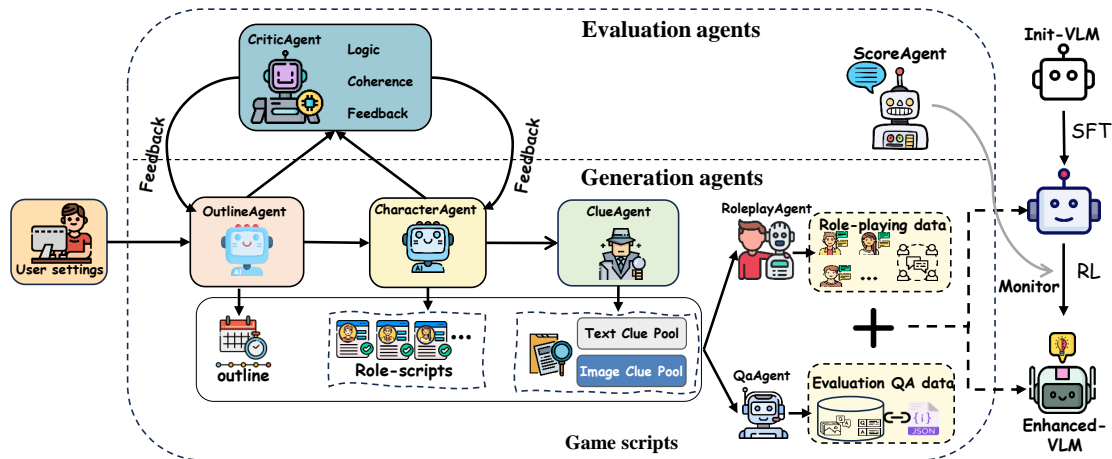 Evaluation agents
CriticAgent
Logic
Coherence
Feedback
ScoreAgent
Init-VLM
SFT
Feedback
Feedback
Generation agents
User settings
OutlineAgent
AI
CharacterAgent
AI
ClueAgent
RoleplayAgent
Role-playing data
...
Monitor
RL
outline
...
Role-scripts
Text Clue Pool
Image Clue Pool
QaAgent
Evaluation QA data
Q
A
Q
A
{i}
JSON
Game scripts
Enhanced-
VLM